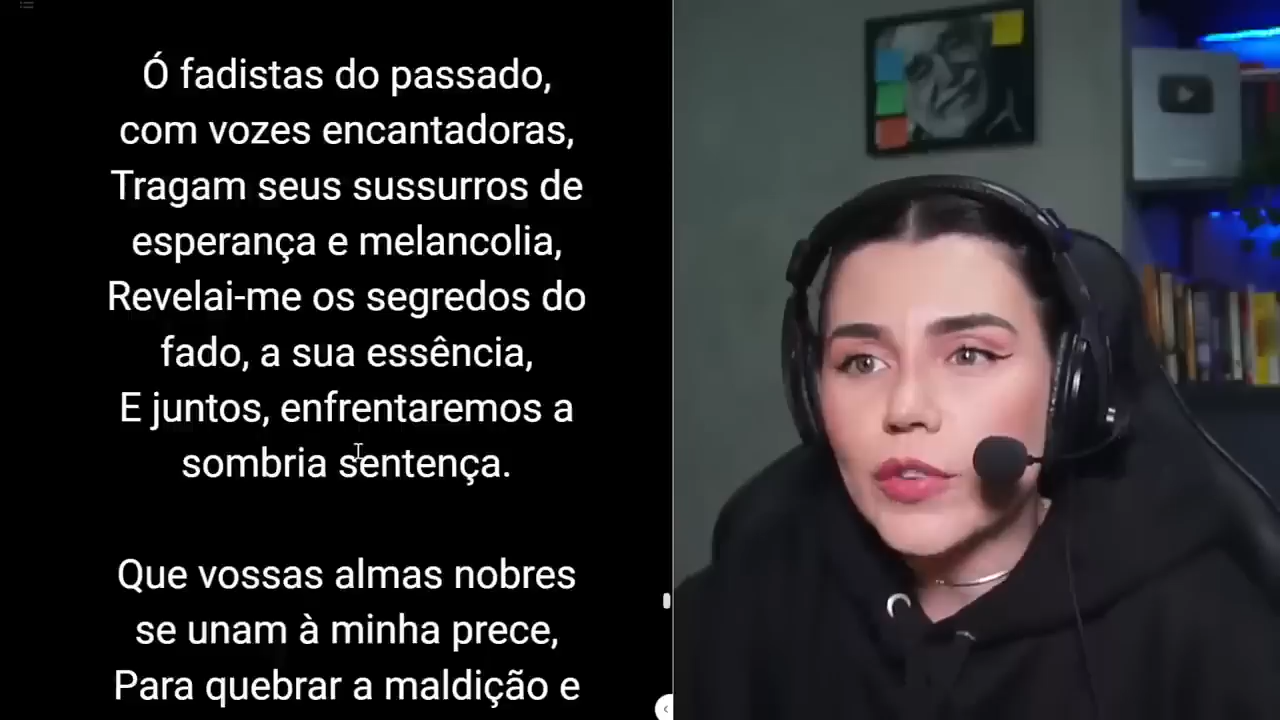 Ó fadistas do passado,
com vozes encantadoras,
Tragam seus sussurros de
esperança e melancolia,
Revelai-me os segredos do
fado, a sua essência,
E juntos, enfrentaremos a
sombria sentença.
Que vossas almas nobres
se unam à minha prece,
Para quebrar a maldição e